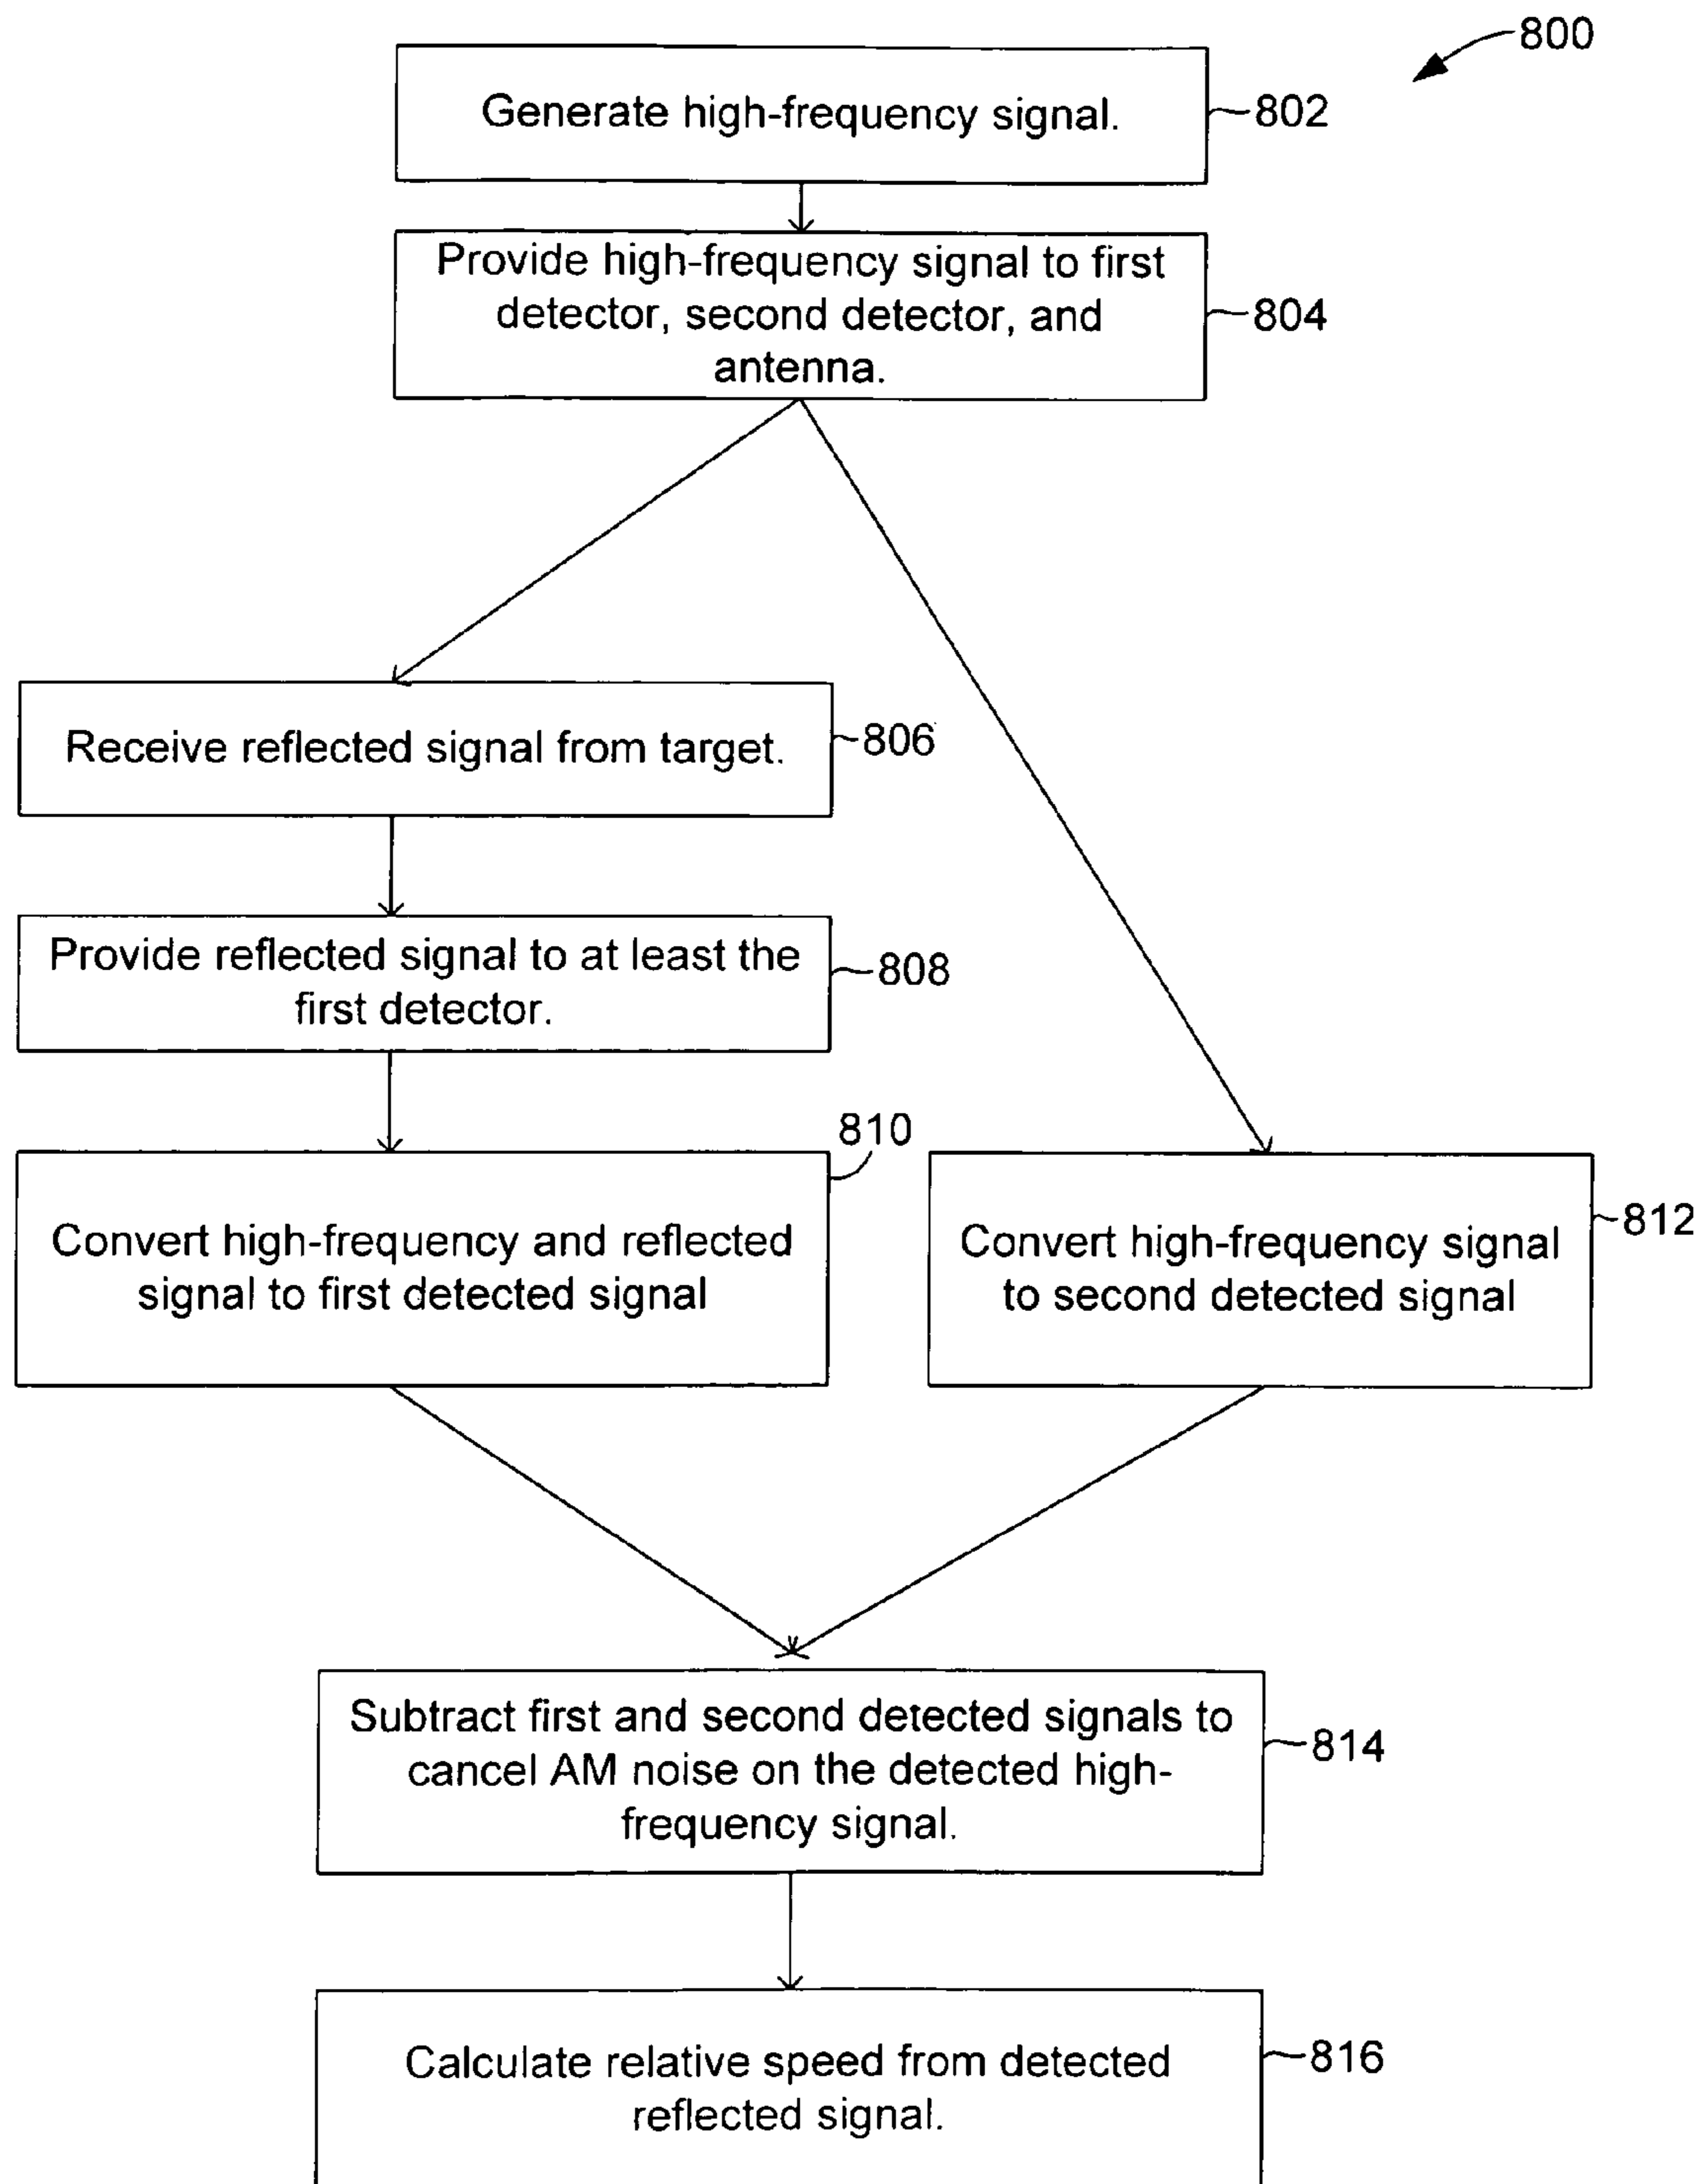 800
Generate high-frequency signal.
802
Provide high-frequency signal to first
detector, second detector, and
antenna.
804
Receive reflected signal from target.
806
Provide reflected signal to at least the
first detector.
808
810
Convert high-frequency and reflected
signal to first detected signal
Convert high-frequency signal
to second detected signal
812
Subtract first and second detected signals to
cancel AM noise on the detected high-
frequency signal.
814
Calculate relative speed from detected
reflected signal.
816